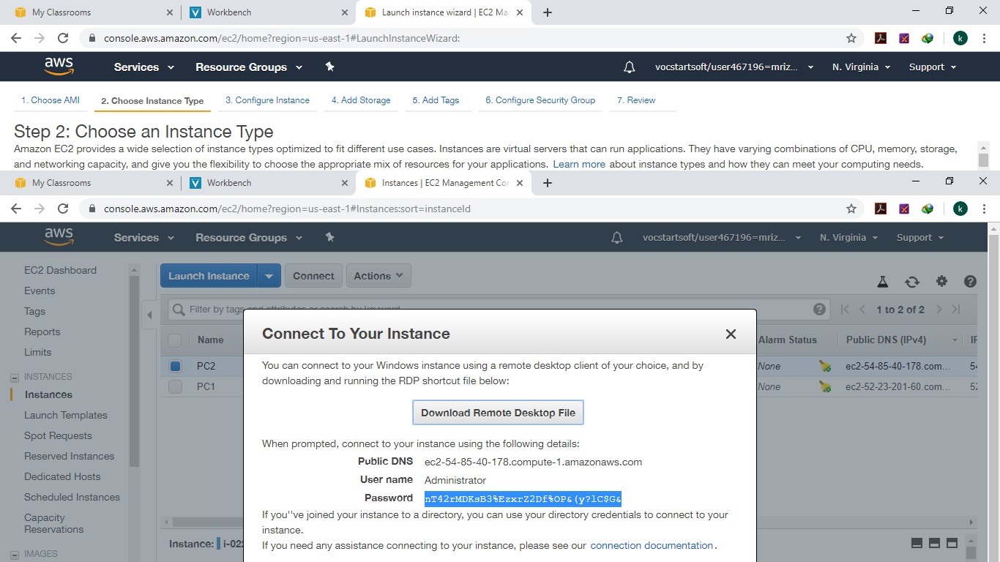 My Classrooms
Workbench
Launch instance wizard | EC2 Ma
console.aws.amazon.com/ec2/home?region=us-east-1#LaunchInstanceWizard:
k
aws Services Resource Groups vocstartsoft/user467196=mriz... N. Virginia Support
1. Choose AMI 2. Choose Instance Type 3. Configure Instance 4. Add Storage 5. Add Tags 6. Configure Security Group 7. Review
Step 2: Choose an Instance Type
Amazon EC2 provides a wide selection of instance types optimized to fit different use cases. Instances are virtual servers that can run applications. They have varying combinations of CPU, memory, storage,
and networking capacity, and give you the flexibility to choose the appropriate mix of resources for your applications. Learn more about instance types and how they can meet your computing needs.
My Classrooms
Workbench
Instances | EC2 Management Cor
console.aws.amazon.com/ec2/home?region=us-east-1#Instances:sort=instanceId
k
aws Services Resource Groups vocstartsoft/user467196=mriz... N. Virginia Support
EC2 Dashboard
Events
Tags
Reports
Limits
INSTANCES
Instances
Launch Templates
Spot Requests
Reserved Instances
Dedicated Hosts
Scheduled Instances
Capacity
Reservations
IMAGES
Launch Instance Connect Actions
Filter by tags and attributes or search by keyword
1 to 2 of 2
Name Alarm Status Public DNS (IPv4) IP
PC2 None ec2-54-85-40-178.com... 54
PC1 None ec2-52-23-201-60.com... 52
Connect To Your Instance
You can connect to your Windows instance using a remote desktop client of your choice, and by
downloading and running the RDP shortcut file below:
Download Remote Desktop File
When prompted, connect to your instance using the following details:
Public DNS ec2-54-85-40-178.compute-1.amazonaws.com
User name Administrator
Password nT42rMDKsB3%EzxrZ2Df%OP&(y?lC$G&
If you''ve joined your instance to a directory, you can use your directory credentials to connect to your
instance.
If you need any assistance connecting to your instance, please see our connection documentation.
Instance: i-022